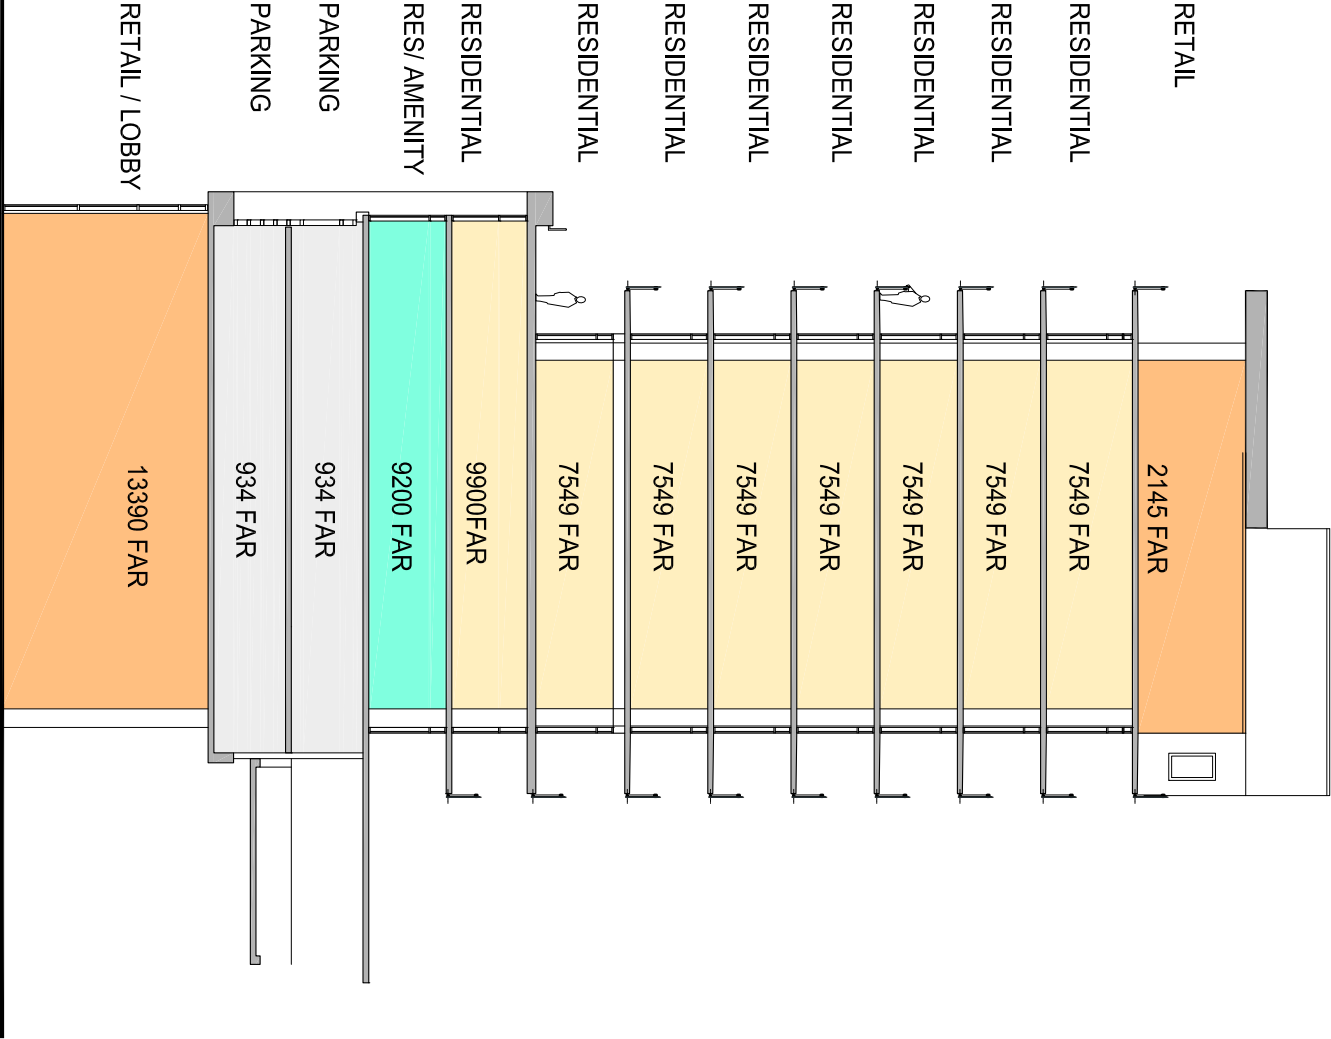 RETAIL
2145 FAR
RESIDENTIAL
7549 FAR
RESIDENTIAL
7549 FAR
RESIDENTIAL
7549 FAR
RESIDENTIAL
7549 FAR
RESIDENTIAL
7549 FAR
RESIDENTIAL
7549 FAR
RESIDENTIAL
7549 FAR
RESIDENTIAL
9900FAR
RES/ AMENITY
9200 FAR
PARKING
934 FAR
PARKING
934 FAR
RETAIL / LOBBY
13390 FAR